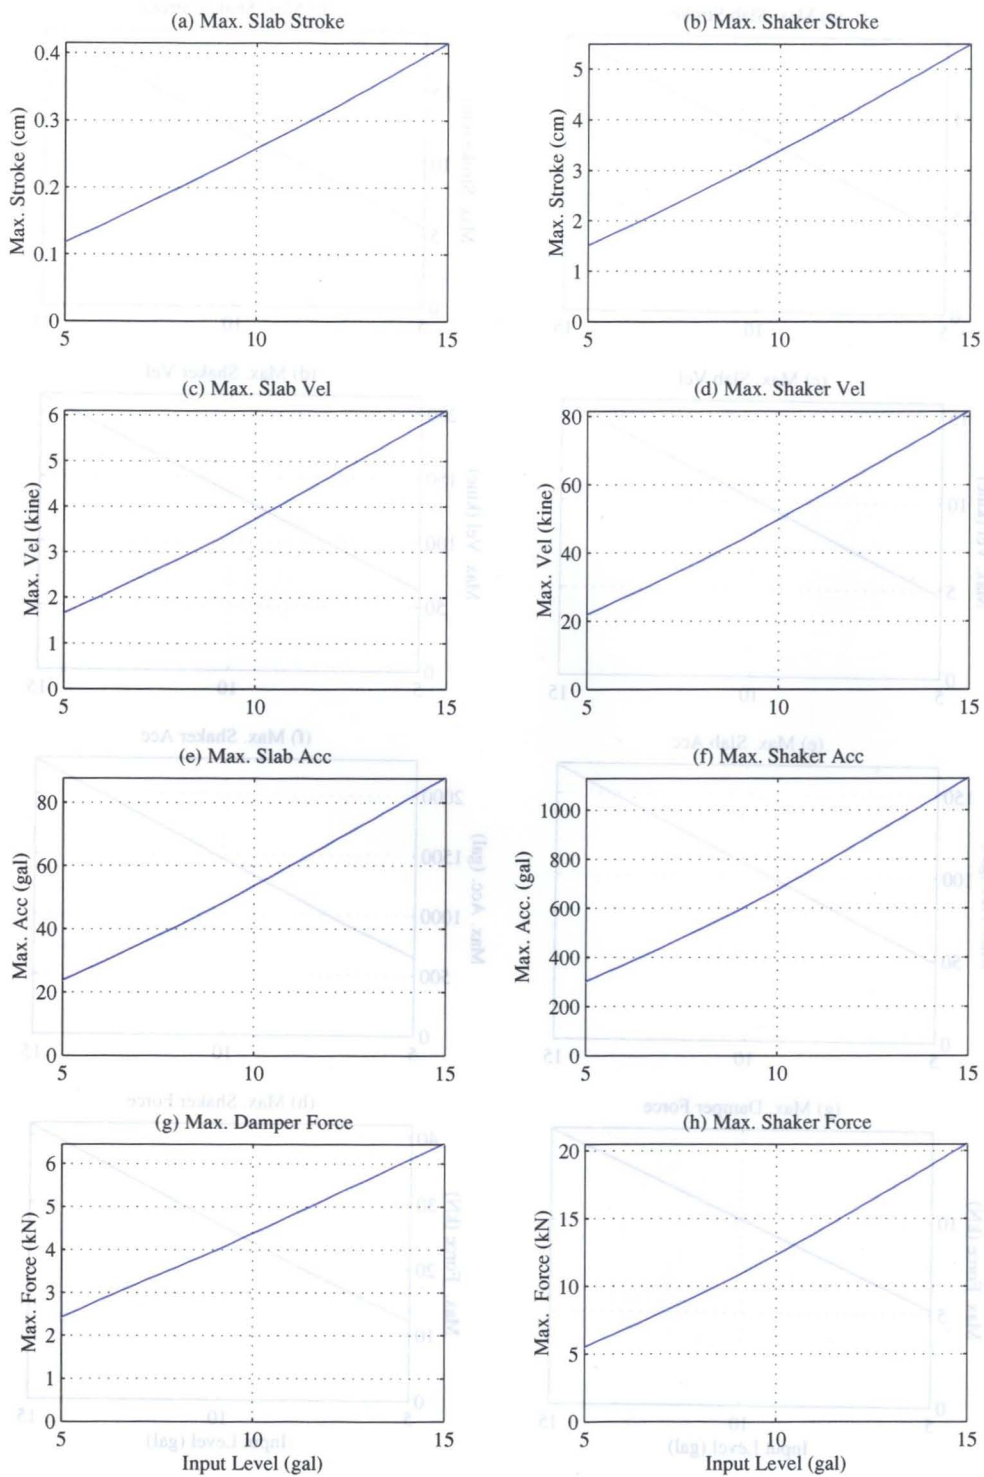 (a) Max. Slab Stroke
Max. Stroke (cm)
0.4
0.3
0.2
0.1
0
5 10 15
(b) Max. Shaker Stroke
Max. Stroke (cm)
5
4
3
2
1
0
5 10 15
(c) Max. Slab Vel
Max. Vel (kine)
6
5
4
3
2
1
0
5 10 15
(d) Max. Shaker Vel
Max. Vel (kine)
80
60
40
20
0
5 10 15
(e) Max. Slab Acc
Max. Acc (gal)
80
60
40
20
0
5 10 15
(f) Max. Shaker Acc
Max. Acc. (gal)
1000
800
600
400
200
0
5 10 15
(g) Max. Damper Force
Max. Force (kN)
6
5
4
3
2
1
0
5 10 15
Input Level (gal)
(h) Max. Shaker Force
Max. Force (kN)
20
15
10
5
0
5 10 15
Input Level (gal)